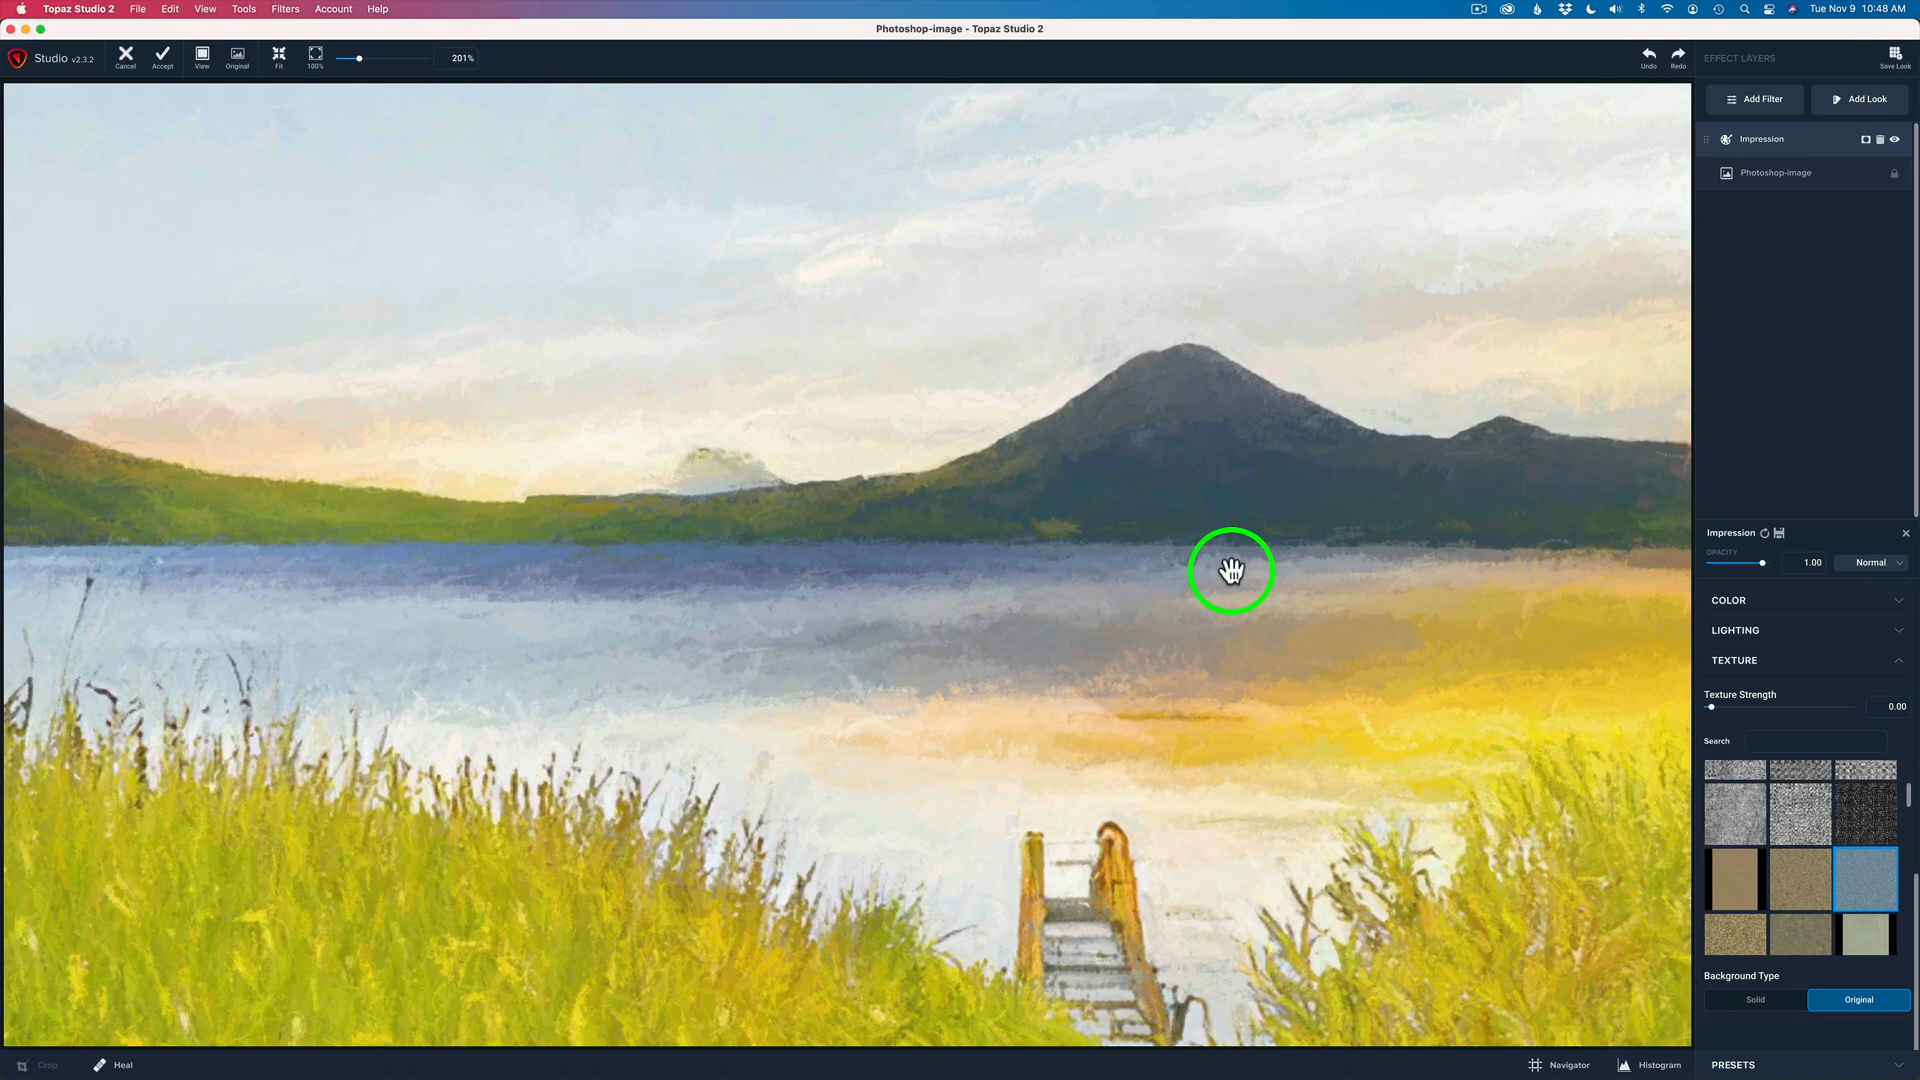 Topaz Studio 2 File Edit View Tools Filters Account Help Tue Nov 9 10:48 AM
Photoshop-image - Topaz Studio 2
Studio v2.3.2 Cancel Accept View Original Fit 100% 201% Undo Redo EFFECT LAYERS Save Look
Add Filter Add Look
Impression
Photoshop-image
Impression
OPACITY
1.00 Normal
COLOR
LIGHTING
TEXTURE
Texture Strength
0.00
Search
Background Type
Solid Original
Crop Heal Navigator Histogram PRESETS